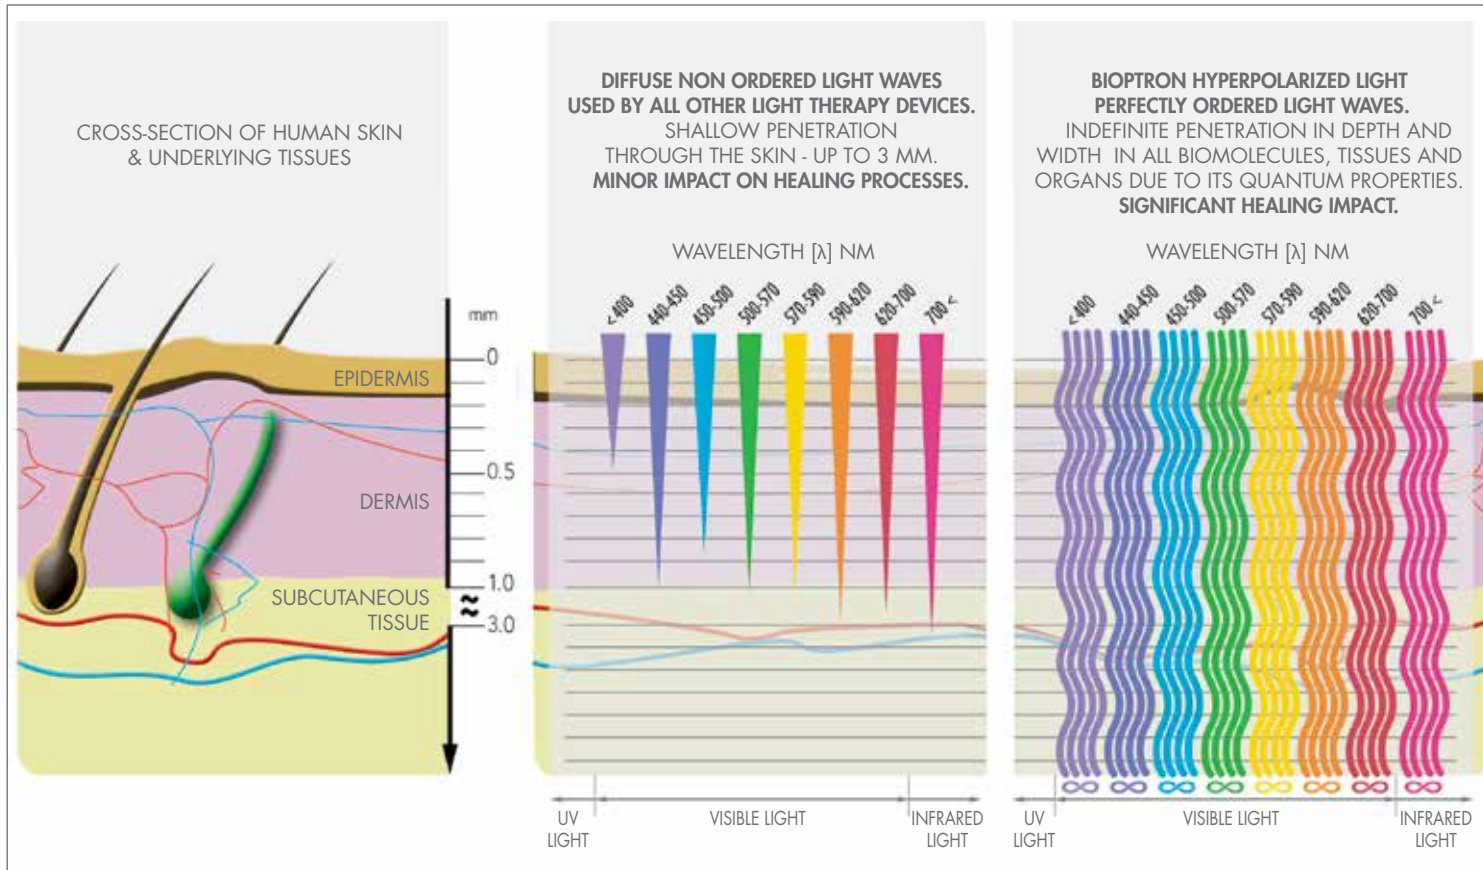 CROSS-SECTION OF HUMAN SKIN
& UNDERLYING TISSUES
mm
0
EPIDERMIS
0.5
DERMIS
1.0
SUBCUTANEOUS
TISSUE
3.0
DIFFUSE NON ORDERED LIGHT WAVES
USED BY ALL OTHER LIGHT THERAPY DEVICES.
SHALLOW PENETRATION
THROUGH THE SKIN - UP TO 3 MM.
MINOR IMPACT ON HEALING PROCESSES.
WAVELENGTH [λ] NM
<400
440-450
450-500
500-570
570-590
590-620
620-700
700 <
UV
LIGHT
VISIBLE LIGHT
INFRARED
LIGHT
BIOPTRON HYPERPOLARIZED LIGHT
PERFECTLY ORDERED LIGHT WAVES.
INDEFINITE PENETRATION IN DEPTH AND
WIDTH IN ALL BIOMOLECULES, TISSUES AND
ORGANS DUE TO ITS QUANTUM PROPERTIES.
SIGNIFICANT HEALING IMPACT.
WAVELENGTH [λ] NM
<400
440-450
450-500
500-570
570-590
590-620
620-700
700 <
∞ ∞ ∞ ∞ ∞ ∞ ∞ ∞
UV
LIGHT
VISIBLE LIGHT
INFRARED
LIGHT